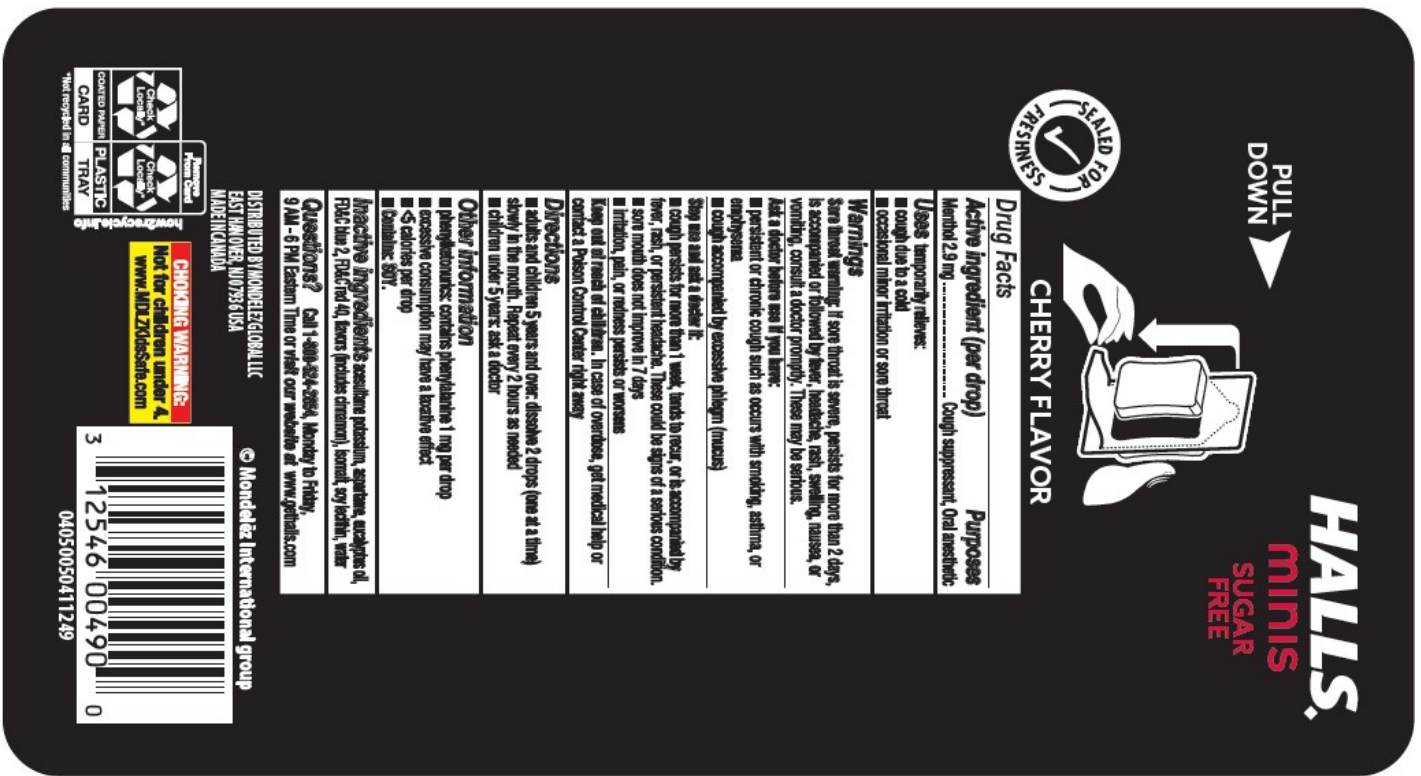 HALLS.
minis
SUGAR
FREE
PULL
DOWN
CHERRY FLAVOR
SEALED FOR
FRESHNESS
Drug Facts
Active ingredient (per drop) Purposes
Menthol 2.9 mg ........................ Cough suppressant, Oral anesthetic
Uses temporarily relieves:
■ cough due to a cold
■ occasional minor irritation or sore throat
Warnings
Sore throat warning: If sore throat is severe, persists for more than 2 days,
is accompanied or followed by fever, headache, rash, swelling, nausea, or
vomiting, consult a doctor promptly. These may be serious.
Ask a doctor before use if you have:
■ persistent or chronic cough such as occurs with smoking, asthma, or
emphysema
■ cough accompanied by excessive phlegm (mucus)
Stop use and ask a doctor if:
■ cough persists for more than 1 week, tends to recur, or is accompanied by
fever, rash, or persistent headache. These could be signs of a serious condition.
■ sore mouth does not improve in 7 days
■ irritation, pain, or redness persists or worsens
Keep out of reach of children. In case of overdose, get medical help or
contact a Poison Control Center right away
Directions
■ adults and children 5 years and over: dissolve 2 drops (one at a time)
slowly in the mouth. Repeat every 2 hours as needed
■ children under 5 years: ask a doctor
Other information
■ phenylketonurics: contains phenylalanine 1 mg per drop
■ excessive consumption may have a laxative effect
■ <5 calories per drop
■ Contains: SOY.
Inactive ingredients acesulfame potassium, aspartame, eucalyptus oil,
FD&C blue 2, FD&C red 40, flavors (includes cinnamon), isomalt, soy lecithin, water
Questions? Call 1-800-524-2854, Monday to Friday,
9 AM – 6 PM Eastern Time or visit our website at www.gethalls.com
DISTRIBUTED BY MONDELĒZ GLOBAL LLC
EAST HANOVER, NJ 07936 USA
MADE IN CANADA
© Mondelēz International group
Remove
From Card
Check
Locally*
Check
Locally*
COATED PAPER
PLASTIC
CARD
TRAY
*Not recycled in all communities
how2recycle.info
CHOKING WARNING:
Not for children under 4.
www.MDLZKidsSafe.com
3 12546 00490 0
0405005041249